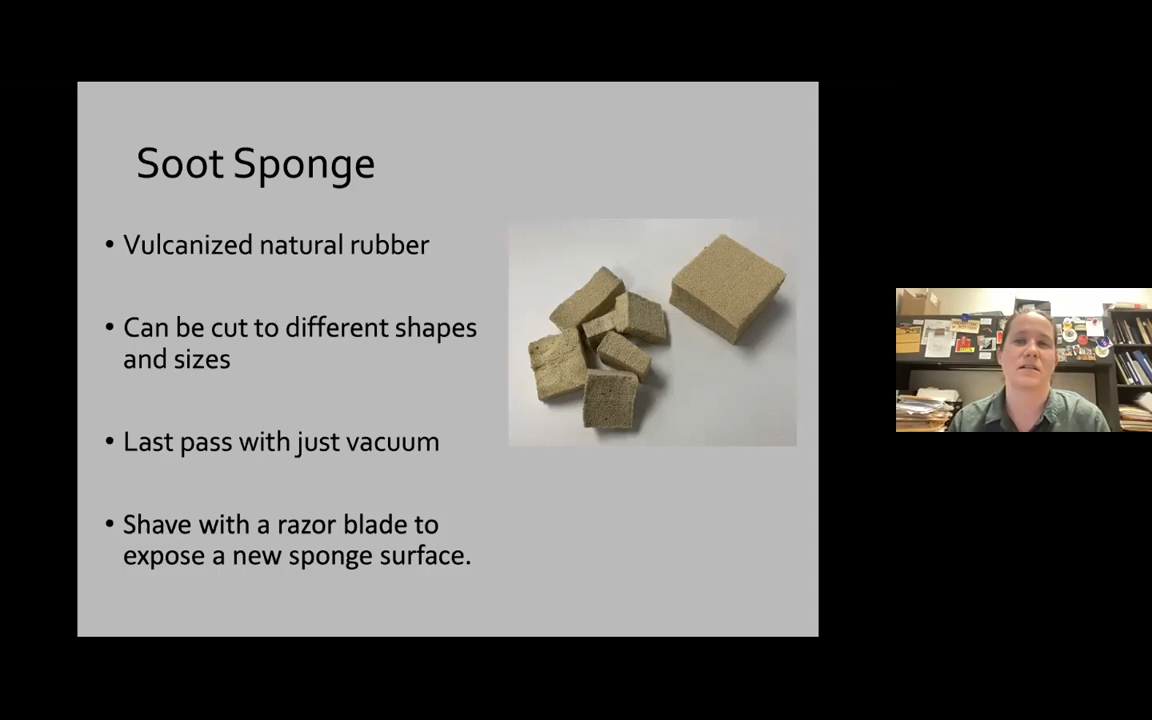 Soot Sponge
• Vulcanized natural rubber
• Can be cut to different shapes
and sizes
• Last pass with just vacuum
• Shave with a razor blade to
expose a new sponge surface.